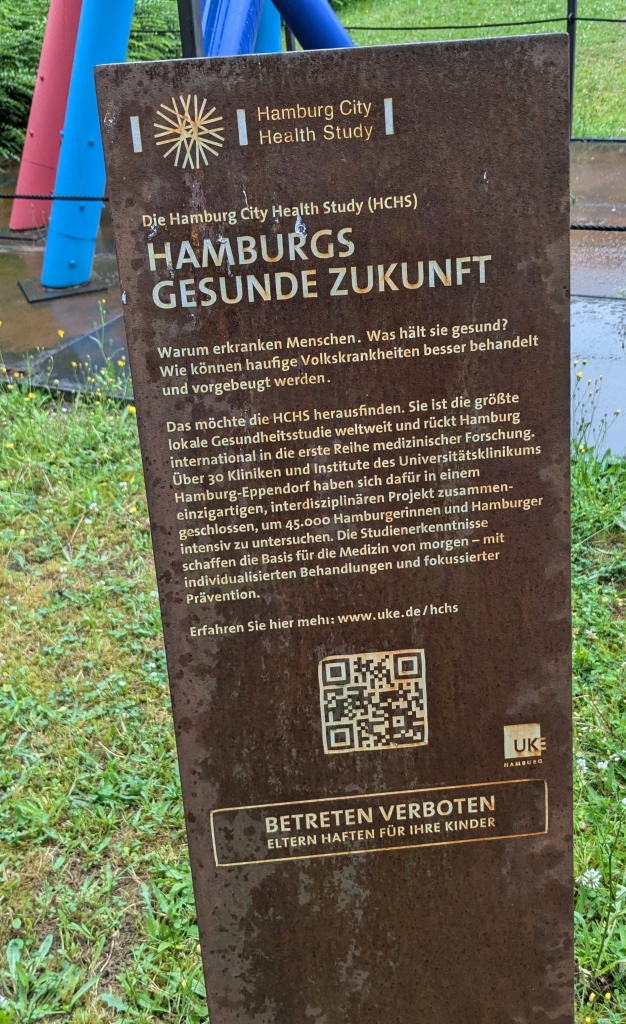 Hamburg City
Health Study
Die Hamburg City Health Study (HCHS)
HAMBURGS
GESUNDE ZUKUNFT
Warum erkranken Menschen. Was hält sie gesund?
Wie können haufige Volkskrankheiten besser behandelt
und vorgebeugt werden.
Das möchte die HCHS herausfinden. Sie ist die größte
lokale Gesundheitsstudie weltweit und rückt Hamburg
international in die erste Reihe medizinischer Forschung.
Über 30 Kliniken und Institute des Universitätsklinikums
Hamburg-Eppendorf haben sich dafür in einem
einzigartigen, interdisziplinären Projekt zusammen-
geschlossen, um 45.000 Hamburgerinnen und Hamburger
intensiv zu untersuchen. Die Studienerkenntnisse
schaffen die Basis für die Medizin von morgen – mit
individualisierten Behandlungen und fokussierter
Prävention.
Erfahren Sie hier mehr: www.uke.de/hchs
UKE
HAMBURG
BETRETEN VERBOTEN
ELTERN HAFTEN FÜR IHRE KINDER